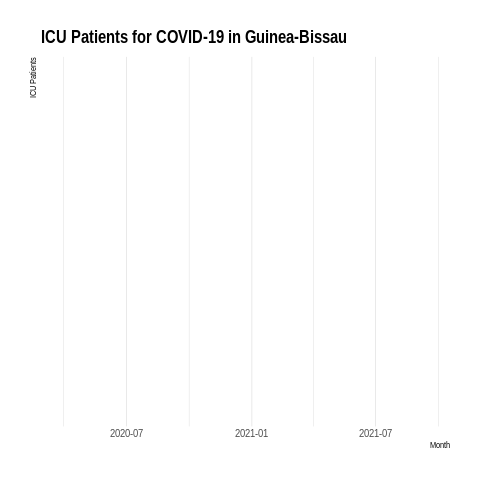 ICU Patients for COVID-19 in Guinea-Bissau
ICU Patients
2020-07
2021-01
2021-07
Month